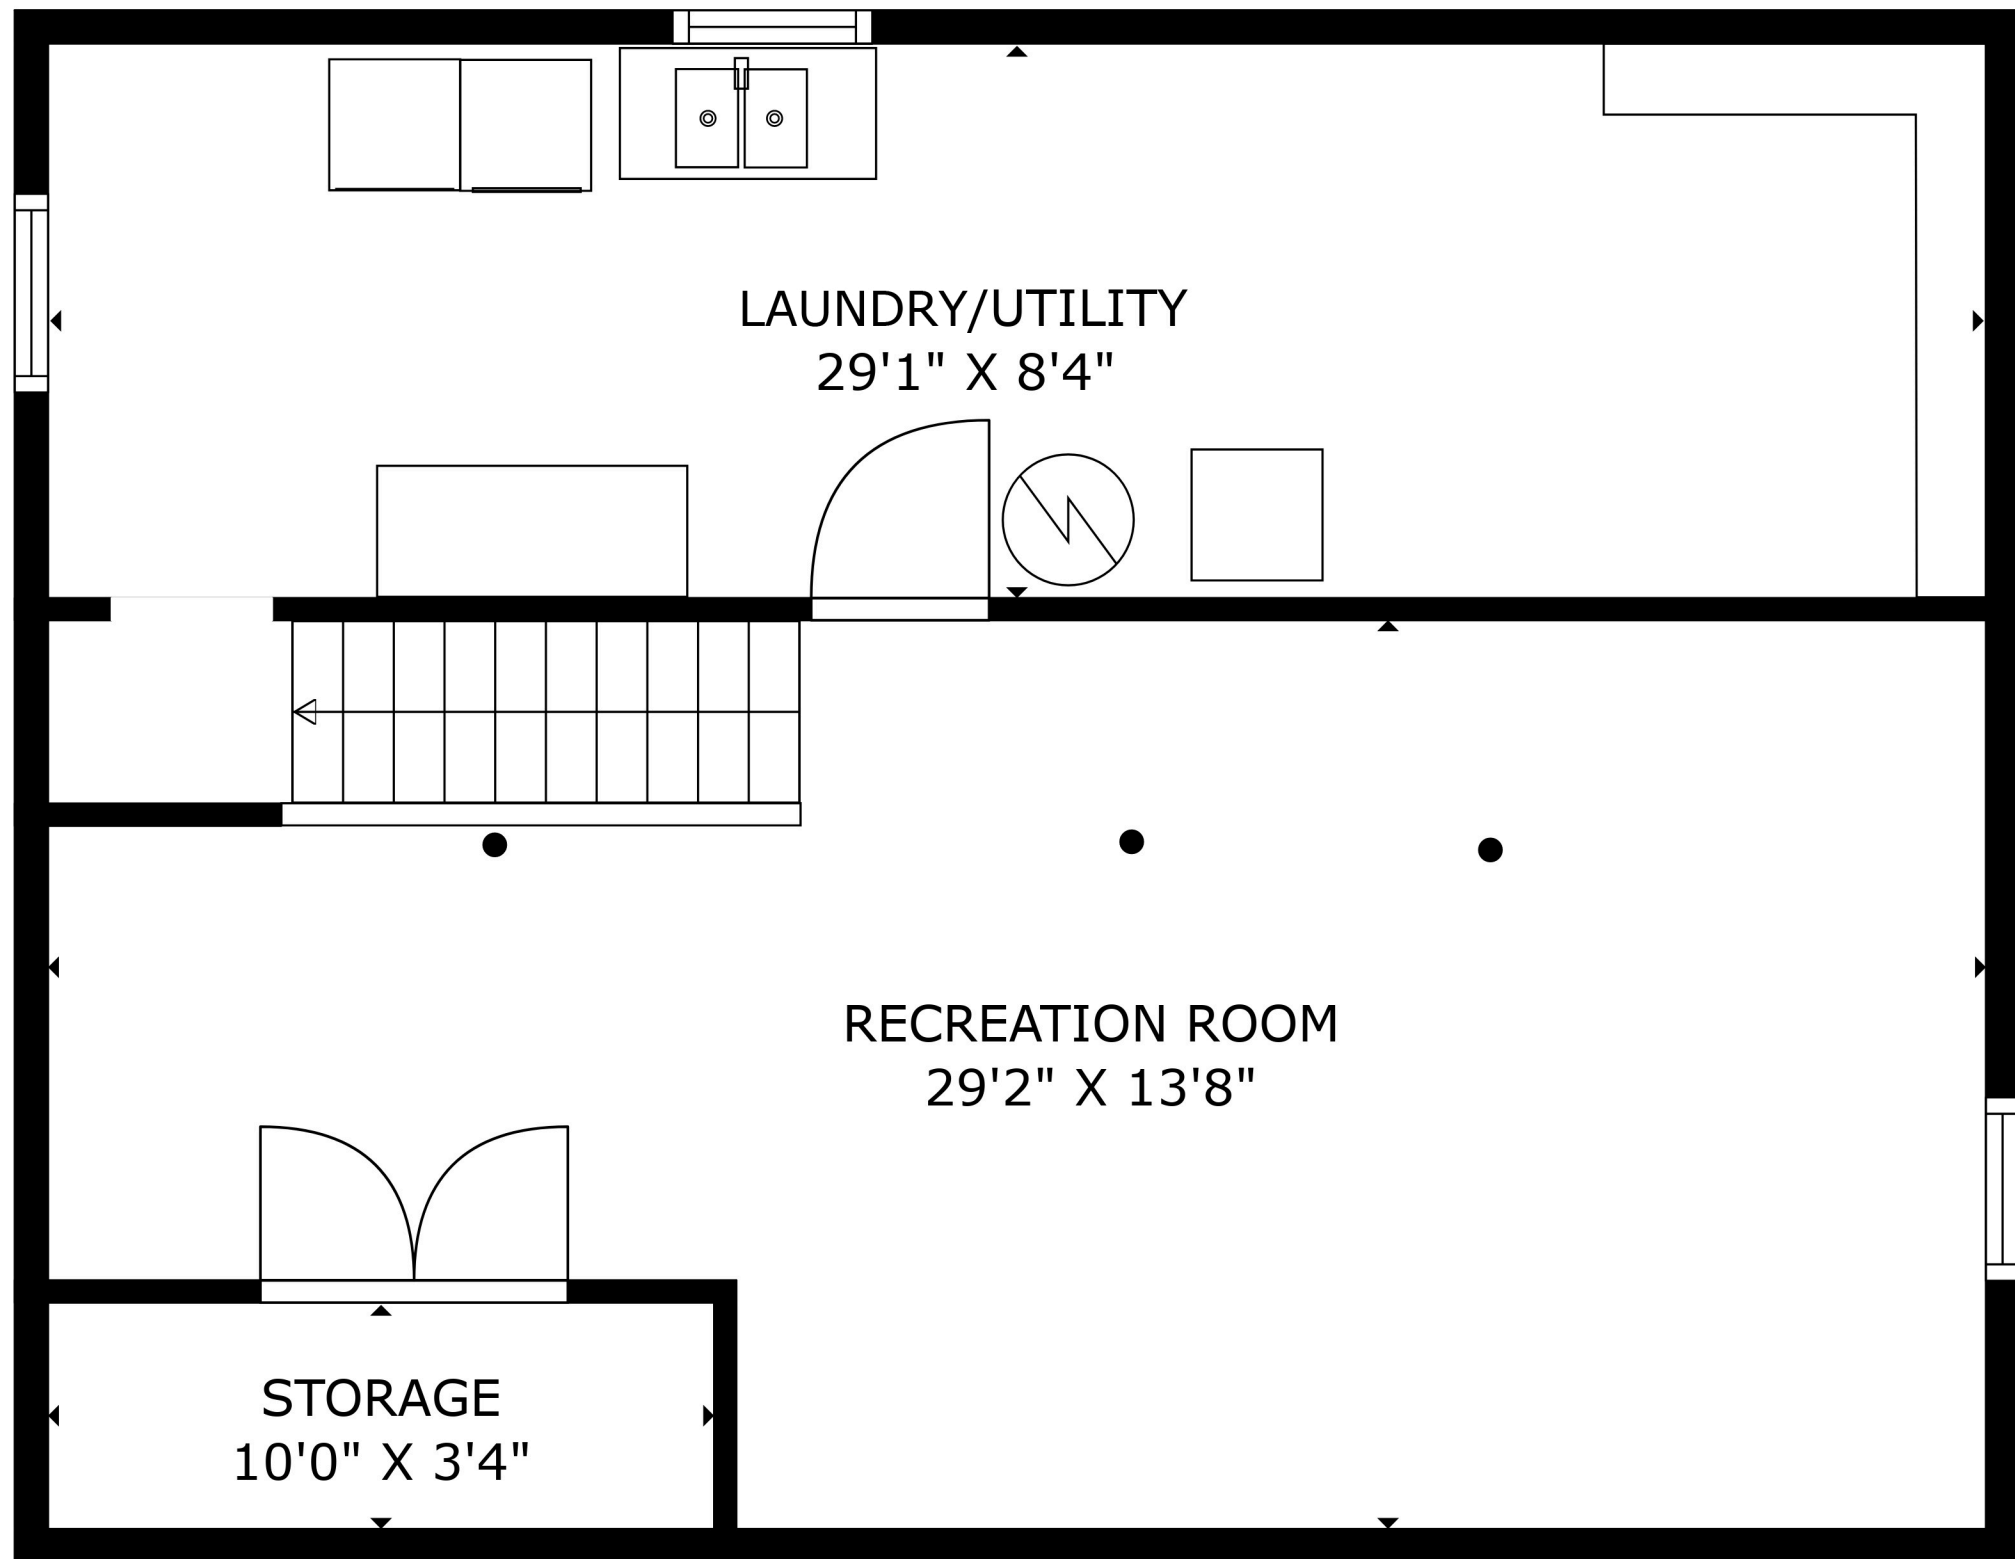 LAUNDRY/UTILITY
29'1" X 8'4"
RECREATION ROOM
29'2" X 13'8"
STORAGE
10'0" X 3'4"